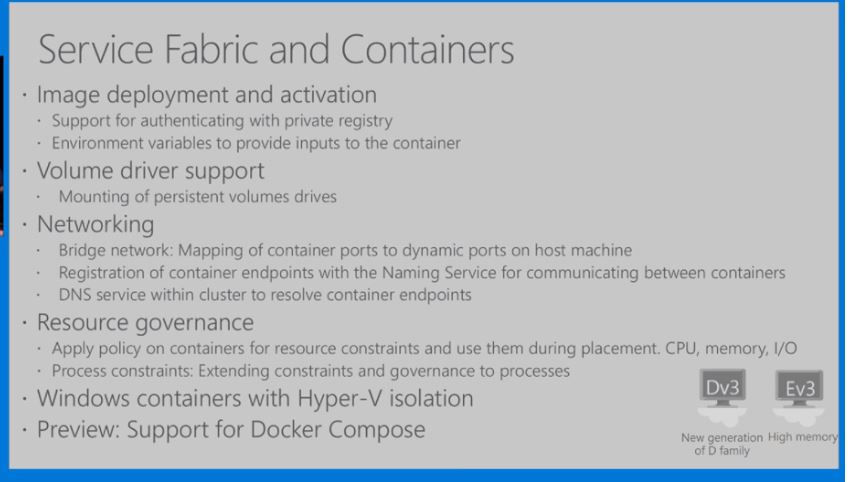 Service Fabric and Containers
· Image deployment and activation
· Support for authenticating with private registry
· Environment variables to provide inputs to the container
· Volume driver support
· Mounting of persistent volumes drives
· Networking
· Bridge network: Mapping of container ports to dynamic ports on host machine
· Registration of container endpoints with the Naming Service for communicating between containers
· DNS service within cluster to resolve container endpoints
· Resource governance
· Apply policy on containers for resource constraints and use them during placement. CPU, memory, I/O
· Process constraints: Extending constraints and governance to processes
· Windows containers with Hyper-V isolation
· Preview: Support for Docker Compose
Dv3
New generation
of D family
Ev3
High memory